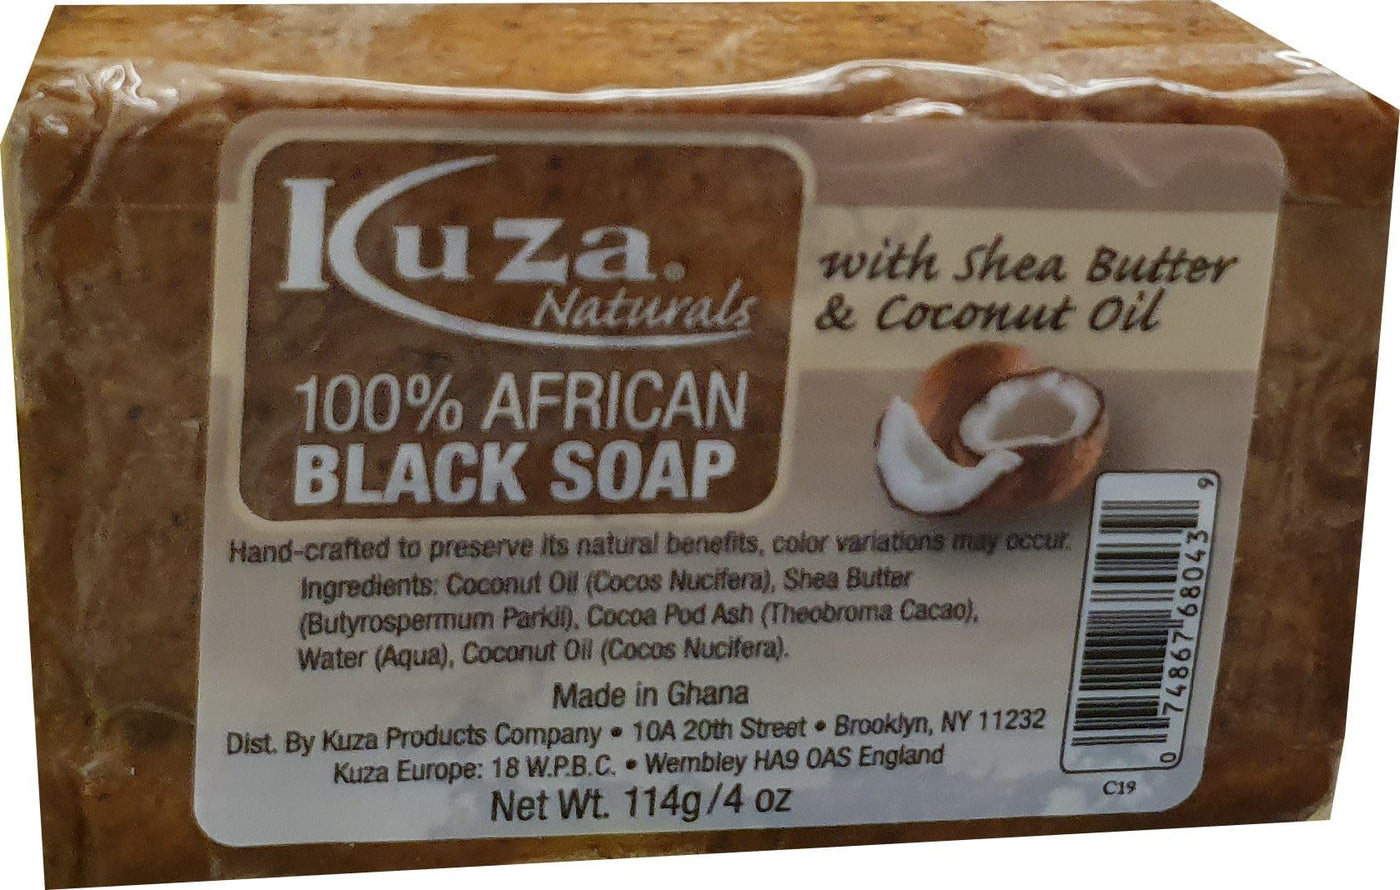 Kuza®
Naturals
100% AFRICAN
BLACK SOAP
with Shea Butter
& Coconut Oil
Hand-crafted to preserve its natural benefits, color variations may occur.
Ingredients: Coconut Oil (Cocos Nucifera), Shea Butter
(Butyrospermum Parkii), Cocoa Pod Ash (Theobroma Cacao),
Water (Aqua), Coconut Oil (Cocos Nucifera).
Made in Ghana
Dist. By Kuza Products Company • 10A 20th Street • Brooklyn, NY 11232
Kuza Europe: 18 W.P.B.C. • Wembley HA9 OAS England
Net Wt. 114g/4 oz
0 74867 68043 9
C19